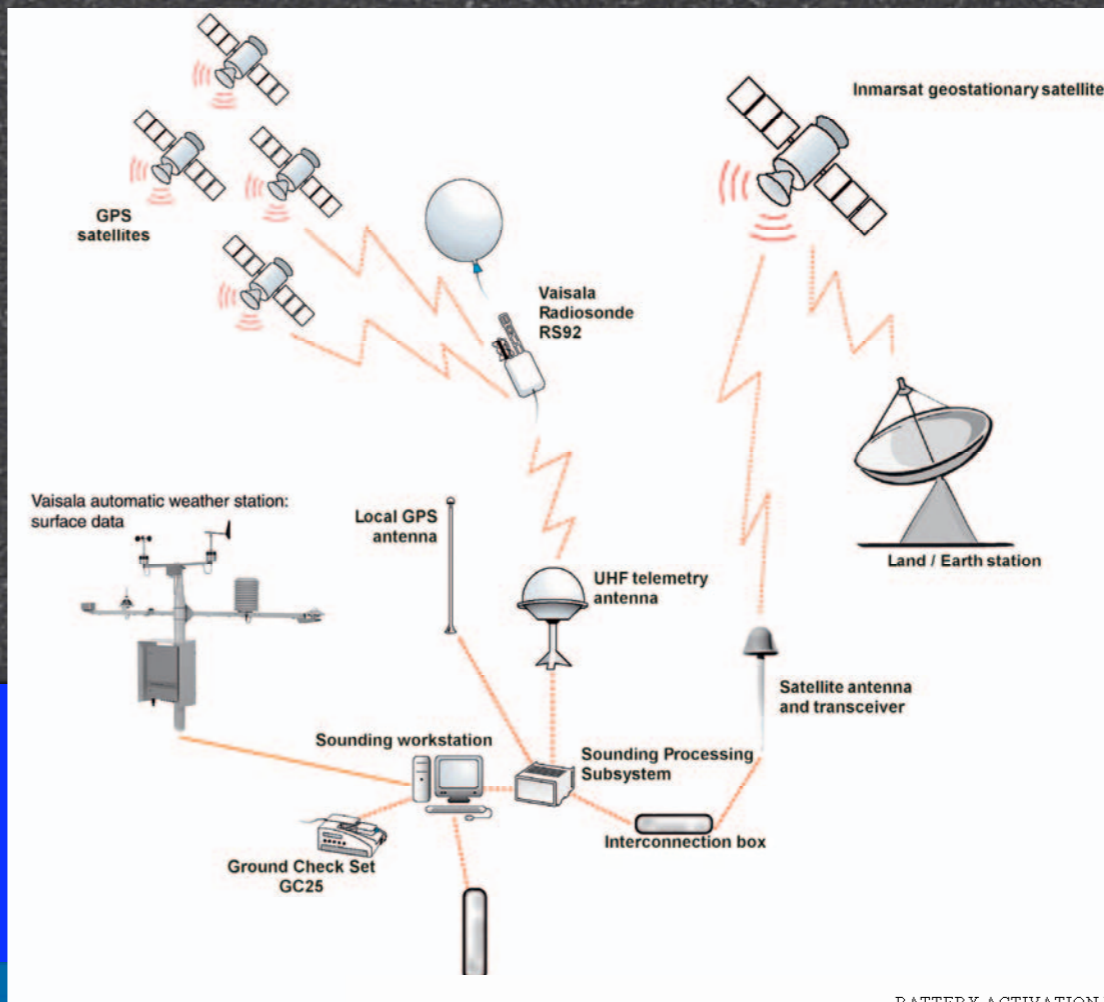 Inmarsat geostationary satellite
GPS
satellites
Vaisala
Radiosonde
RS92
Vaisala automatic weather station:
surface data
Local GPS
antenna
UHF telemetry
antenna
Land / Earth station
Satellite antenna
and transceiver
Sounding workstation
Sounding Processing
Subsystem
Interconnection box
Ground Check Set
GC25
BATTERY ACTIVATION